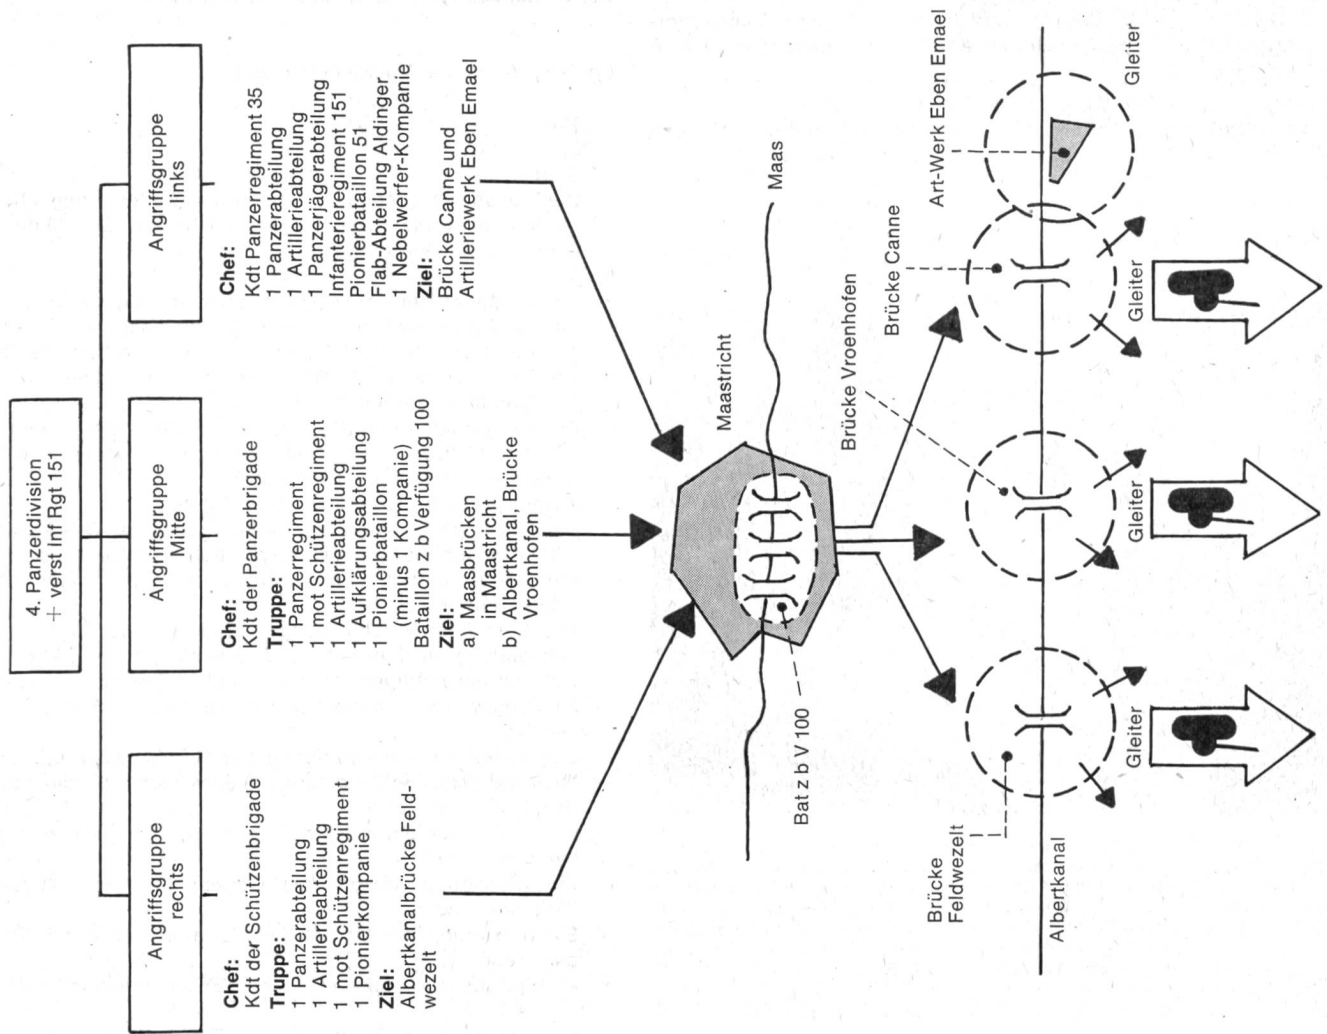 4. Panzerdivision
+ verst Inf Rgt 151
Angriffsgruppe
rechts
Chef:
Kdt der Schützenbrigade
Truppe:
1 Panzerabteilung
1 Artillerieabteilung
1 mot Schützenregiment
1 Pionierkompanie
Ziel:
Albertkanalbrücke Feld-
wezelt
Angriffsgruppe
Mitte
Chef:
Kdt der Panzerbrigade
Truppe:
1 Panzerregiment
1 mot Schützenregiment
1 Artillerieabteilung
1 Aufklärungsabteilung
1 Pionierbataillon
(minus 1 Kompanie)
Bataillon z b Verfügung 100
Ziel:
a) Maasbrücken
in Maastricht
b) Albertkanal, Brücke
Vroenhofen
Angriffsgruppe
links
Chef:
Kdt Panzerregiment 35
1 Panzerabteilung
1 Artillerieabteilung
1 Panzerjägerabteilung
Infanterieregiment 151
Pionierbataillon 51
Flab-Abteilung Aldinger
1 Nebelwerfer-Kompanie
Ziel:
Brücke Canne und
Artilleriewerk Eben Emael
Maastricht
Maas
Bat z b V 100
Brücke
Feldwezelt
Brücke Vroenhofen
Brücke Canne
Art-Werk Eben Emael
Albertkanal
Gleiter
Gleiter
Gleiter
Gleiter